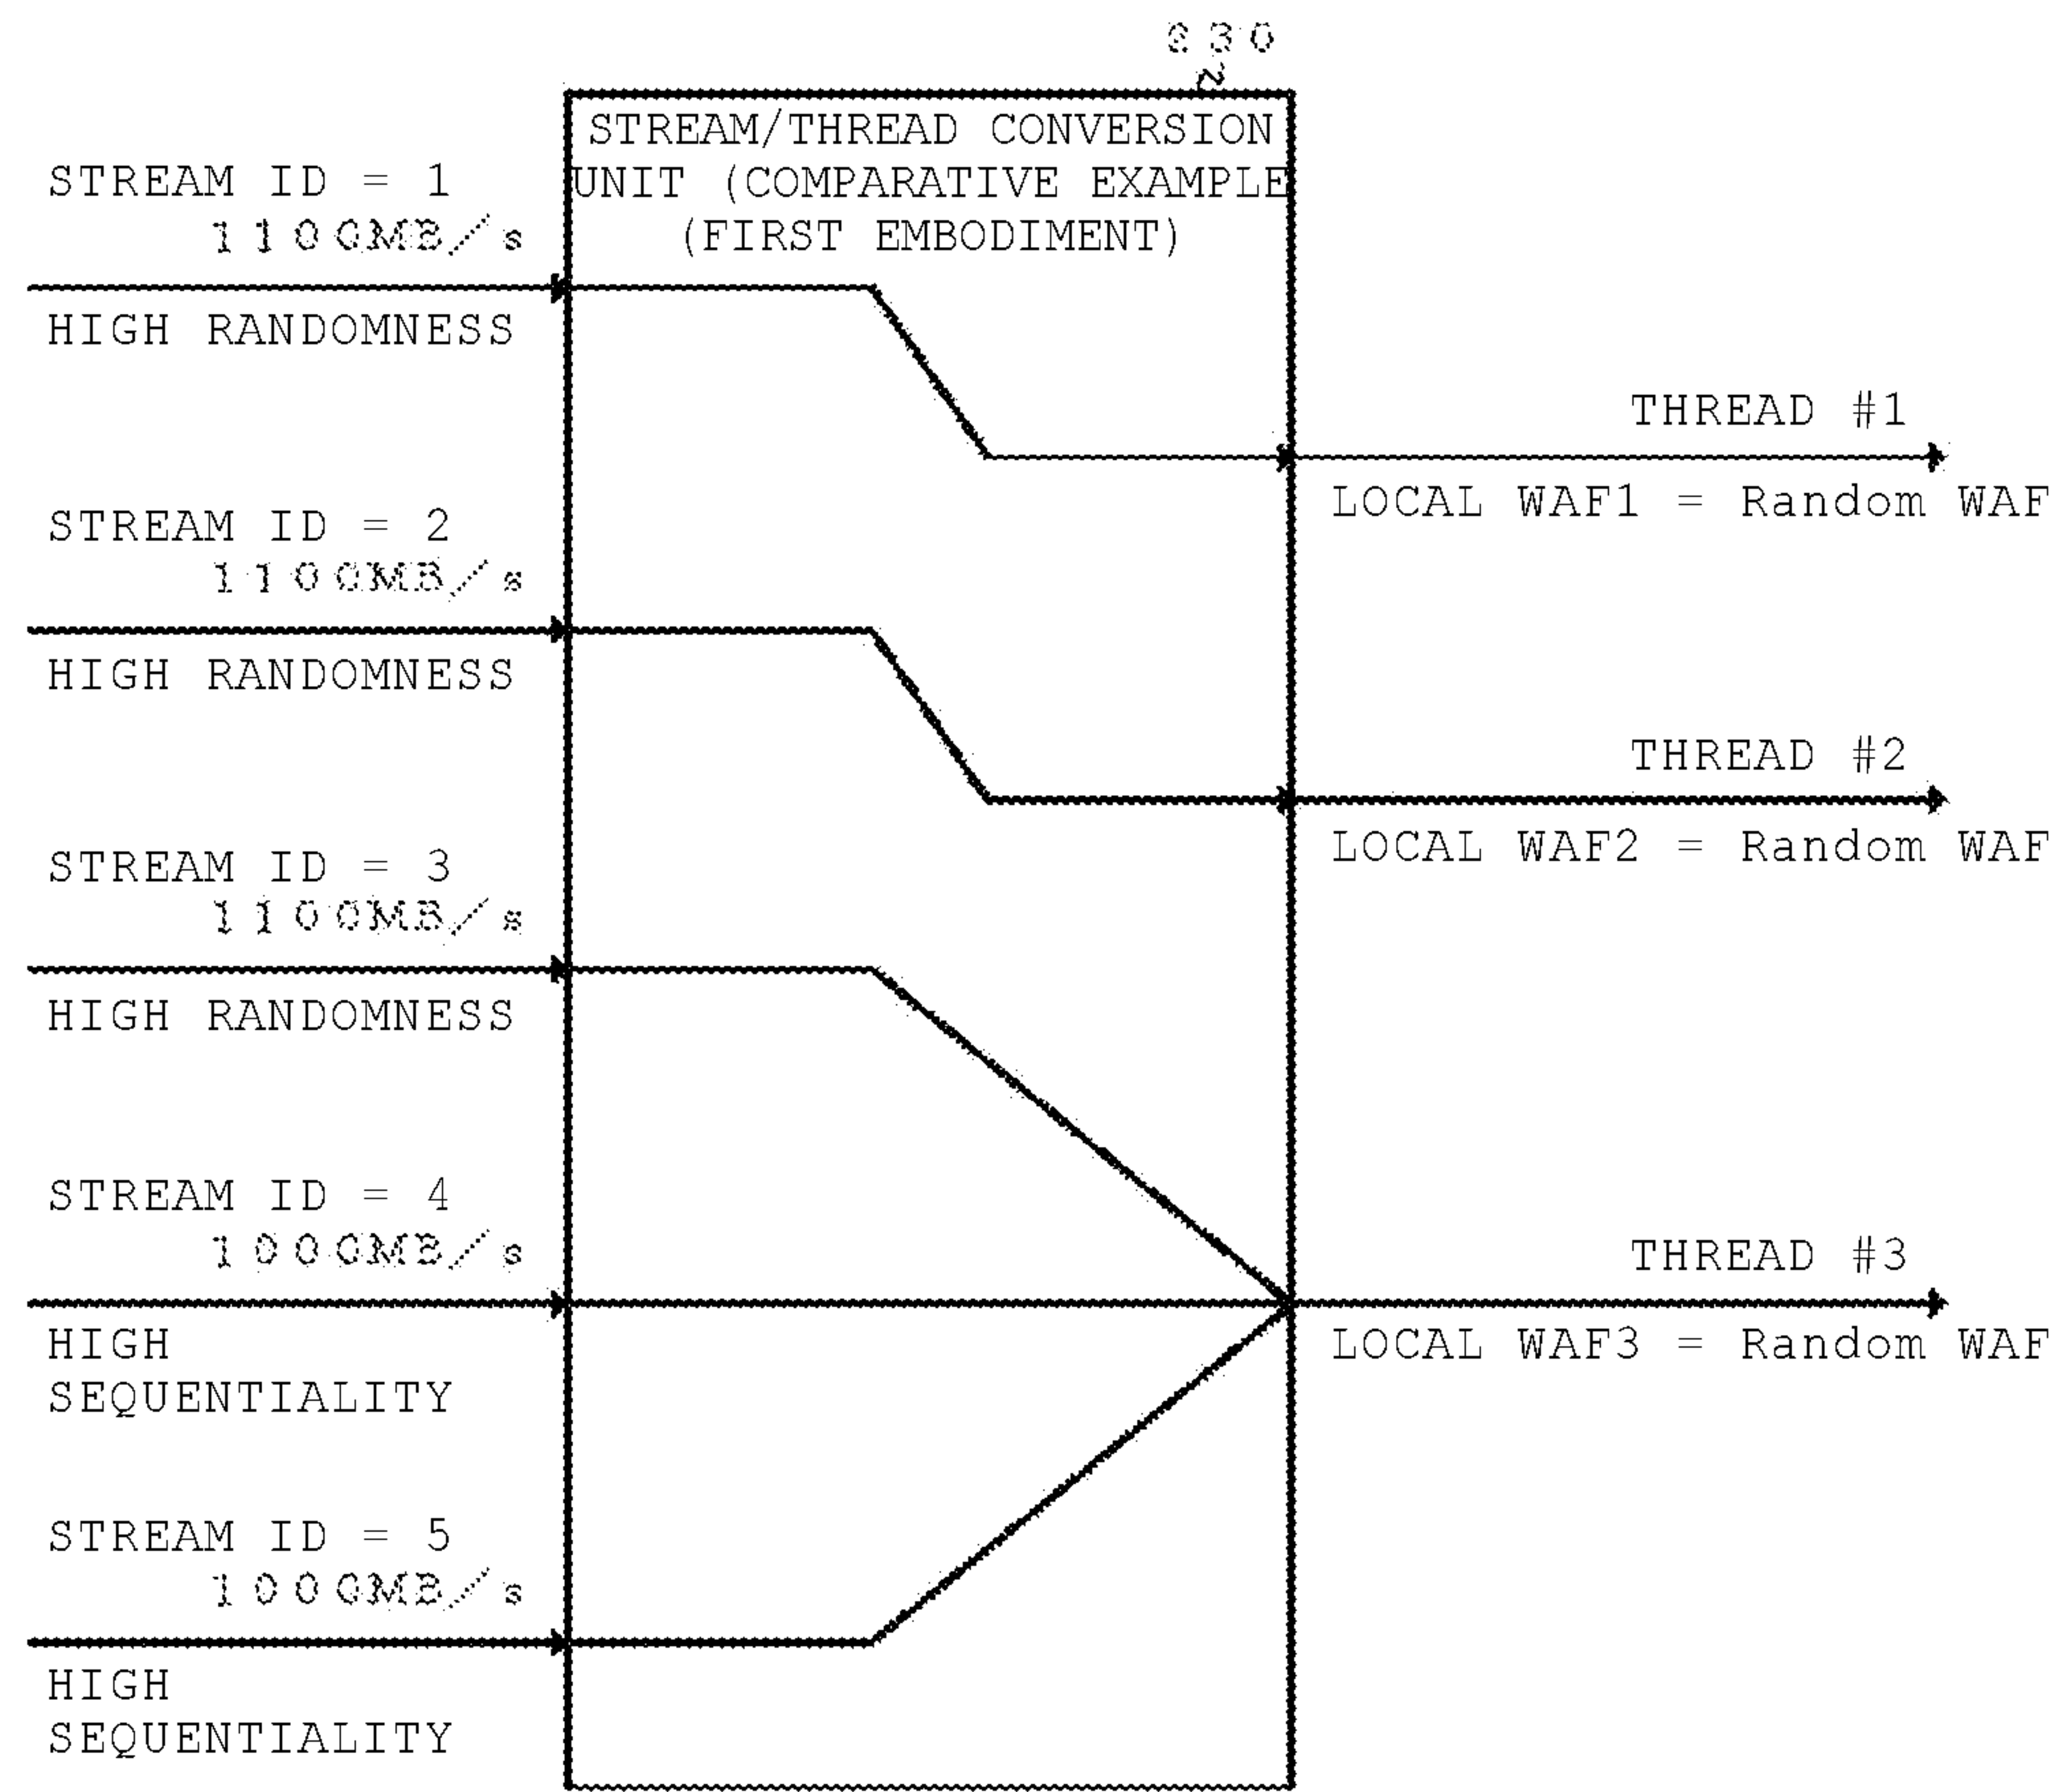 830
STREAM/THREAD CONVERSION
UNIT (COMPARATIVE EXAMPLE
(FIRST EMBODIMENT)
STREAM ID = 1
1100MB/s
HIGH RANDOMNESS
THREAD #1
LOCAL WAF1 = Random WAF
STREAM ID = 2
1100MB/s
HIGH RANDOMNESS
THREAD #2
LOCAL WAF2 = Random WAF
STREAM ID = 3
1100MB/s
HIGH RANDOMNESS
STREAM ID = 4
1000MB/s
HIGH
SEQUENTIALITY
THREAD #3
LOCAL WAF3 = Random WAF
STREAM ID = 5
1000MB/s
HIGH
SEQUENTIALITY